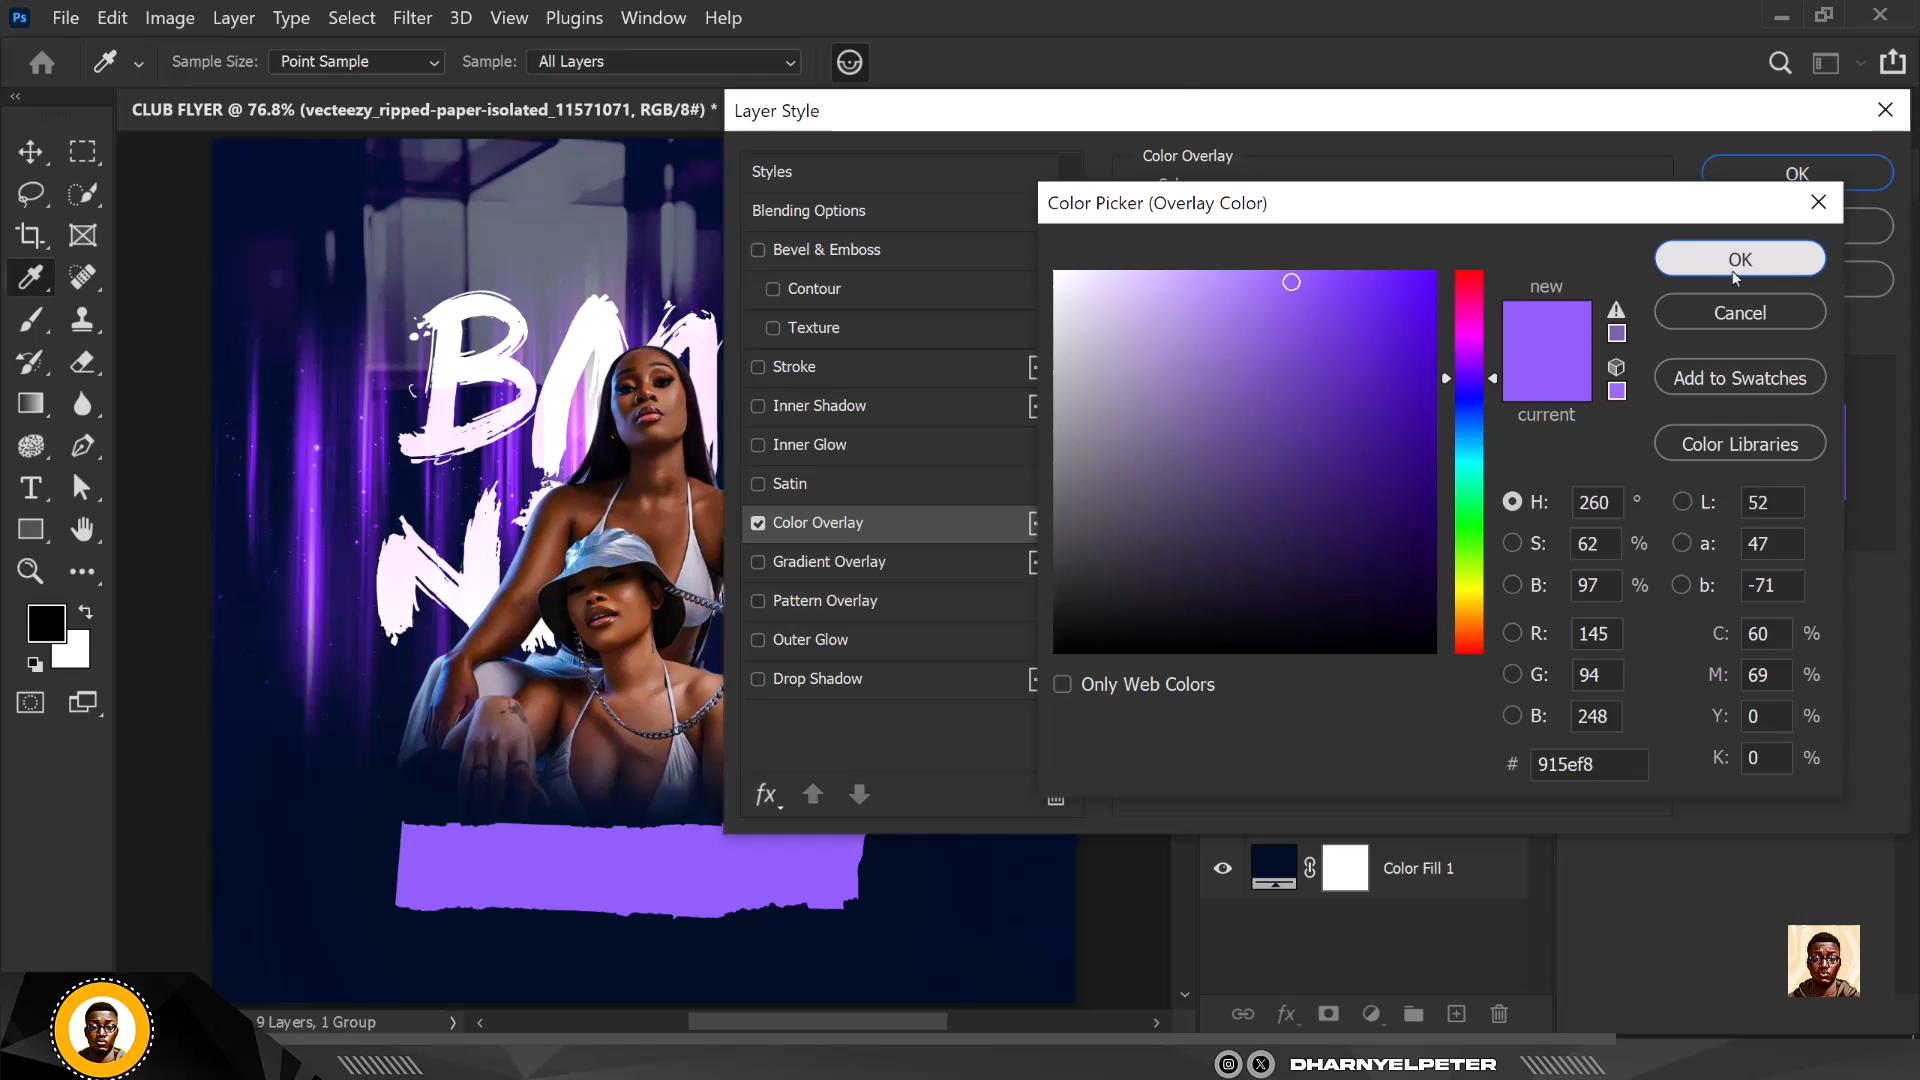 Ps File Edit Image Layer Type Select Filter 3D View Plugins Window Help
Sample Size: Point Sample Sample: All Layers
CLUB FLYER @ 76.8% (vecteezy_ripped-paper-isolated_11571071, RGB/8#) *
Layer Style
Styles
Color Overlay
OK
Blending Options
Color Picker (Overlay Color)
Bevel & Emboss
Contour
Texture
Stroke
Inner Shadow
Inner Glow
Satin
Color Overlay
Gradient Overlay
Pattern Overlay
Outer Glow
Drop Shadow
fx
new
current
OK
Cancel
Add to Swatches
Color Libraries
H: 260 ° L: 52
S: 62 % a: 47
B: 97 % b: -71
R: 145 C: 60 %
G: 94 M: 69 %
B: 248 Y: 0 %
# 915ef8 K: 0 %
Only Web Colors
Color Fill 1
fx
9 Layers, 1 Group
DHARNYELPETER